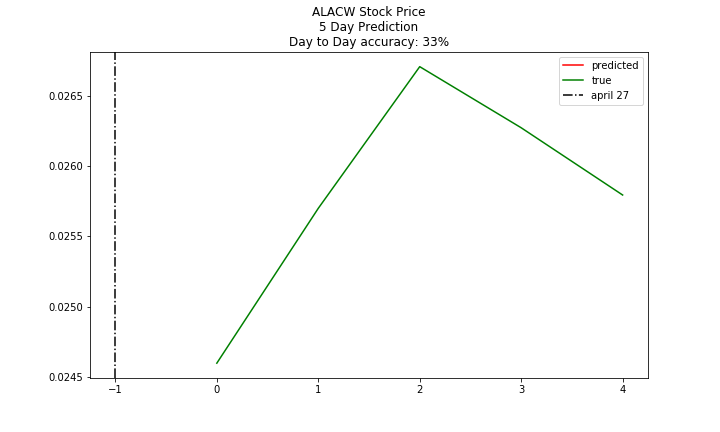 ALACW Stock Price
5 Day Prediction
Day to Day accuracy: 33%
predicted
true
april 27
0.0265
0.0260
0.0255
0.0250
0.0245
−1
0
1
2
3
4